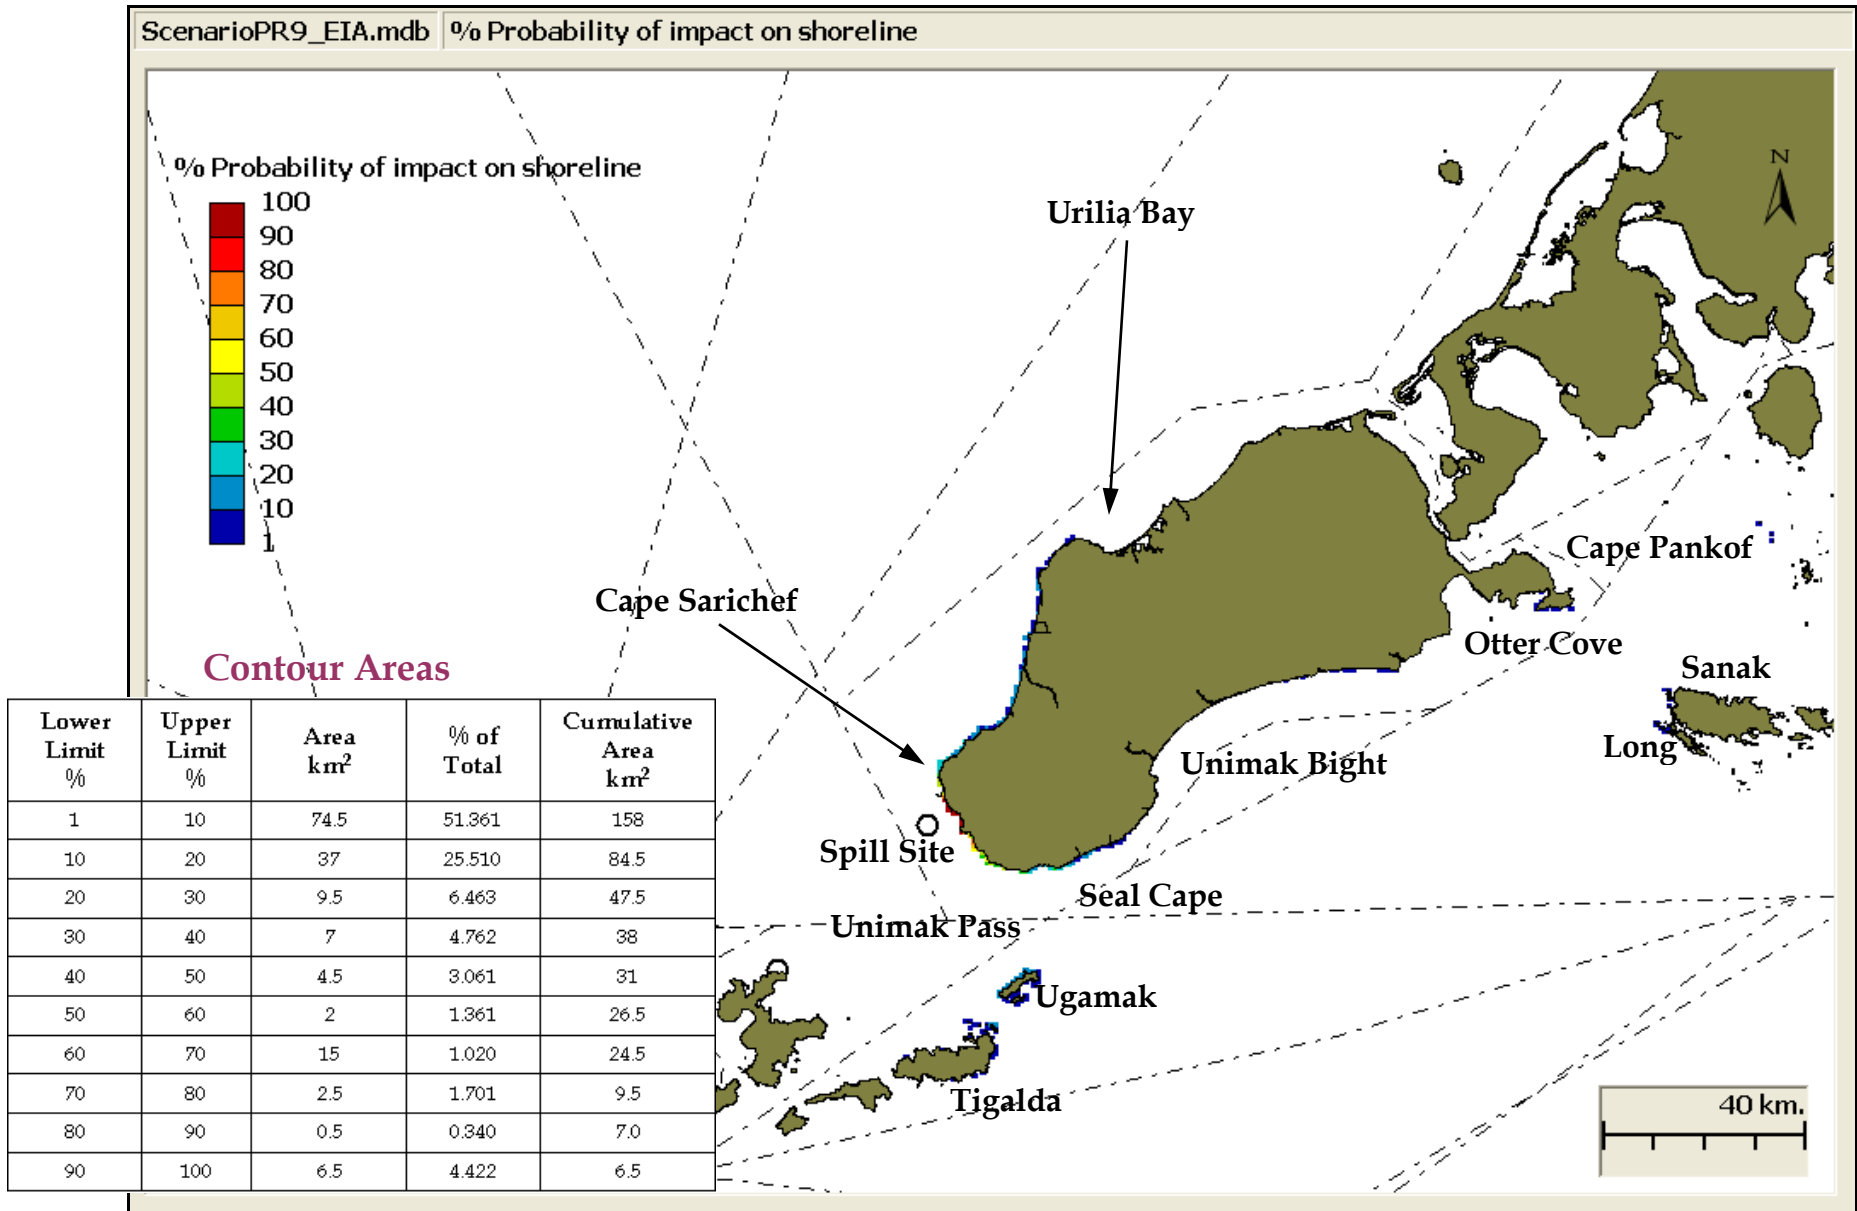 ScenarioPR9_EIA.mdb % Probability of impact on shoreline
% Probability of impact on shoreline
100
90
80
70
60
50
40
30
20
10
1
N
Urilia Bay
Cape Sarichef
Cape Pankof
Otter Cove
Sanak
Long
Unimak Bight
Spill Site
Seal Cape
Unimak Pass
Ugamak
Tigalda
40 km.
Contour Areas
Lower Limit % Upper Limit % Area km² % of Total Cumulative Area km²
1 10 74.5 51.361 158
10 20 37 25.510 84.5
20 30 9.5 6.463 47.5
30 40 7 4.762 38
40 50 4.5 3.061 31
50 60 2 1.361 26.5
60 70 15 1.020 24.5
70 80 2.5 1.701 9.5
80 90 0.5 0.340 7.0
90 100 6.5 4.422 6.5